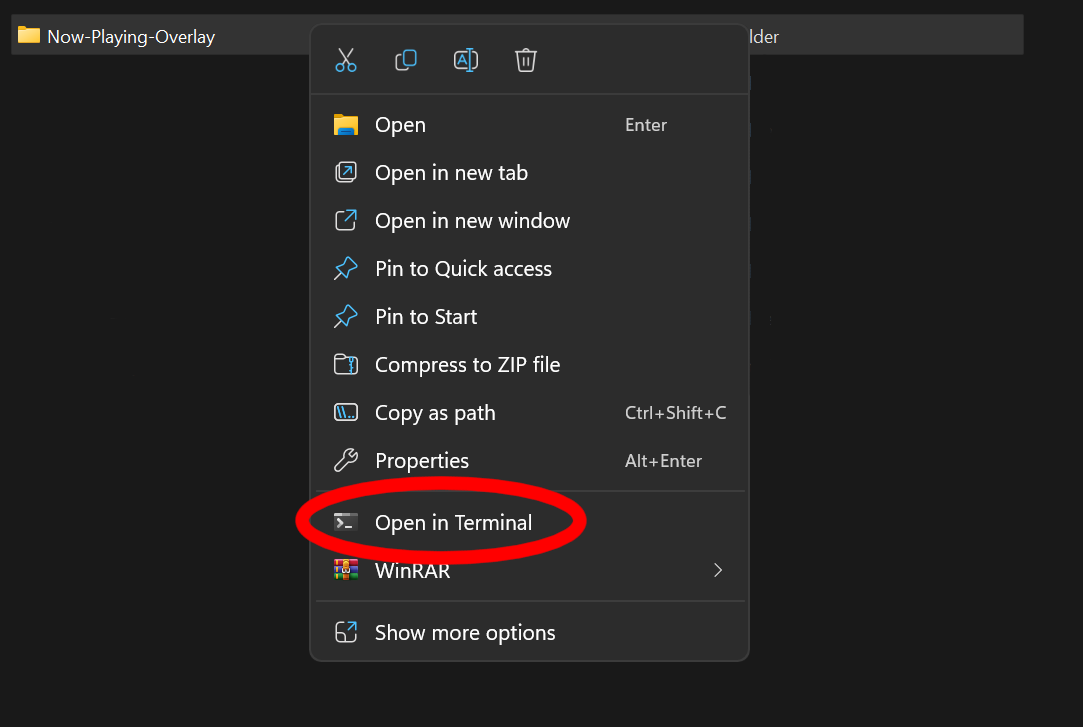 Now-Playing-Overlay
lder
Open Enter
Open in new tab
Open in new window
Pin to Quick access
Pin to Start
Compress to ZIP file
Copy as path Ctrl+Shift+C
Properties Alt+Enter
Open in Terminal
WinRAR
Show more options